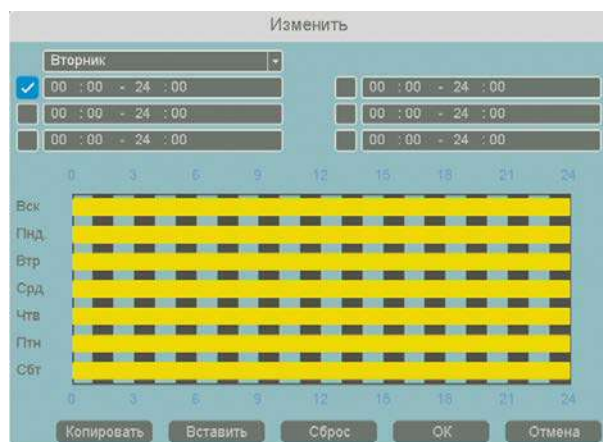 Изменить
Вторник
00 : 00 - 24 : 00 00 : 00 - 24 : 00
00 : 00 - 24 : 00 00 : 00 - 24 : 00
00 : 00 - 24 : 00 00 : 00 - 24 : 00
0 3 6 9 12 15 18 21 24
Вск
Пнд.
Втр
Срд
Чтв
Птн
Сбт
0 3 6 9 12 15 18 21 24
Копировать Вставить Сброс ОК Отмена